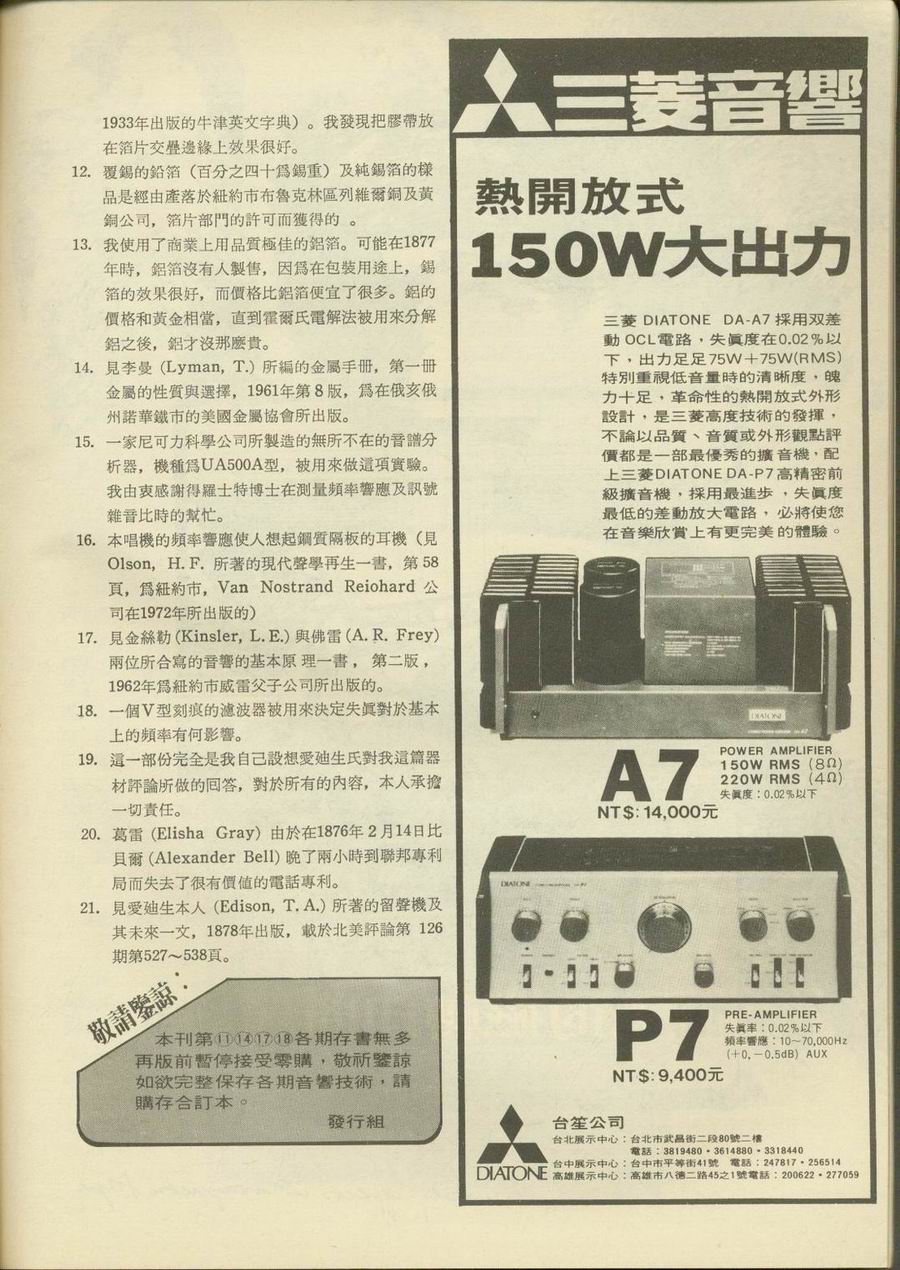 1933年出版的牛津英文字典）。我發現把膠帶放
在箔片交疊邊緣上效果很好。
12. 覆錫的鉛箔（百分之四十爲錫重）及純錫箔的樣
品是經由產落於紐約市布魯克林區列維爾銅及黃
銅公司，箔片部門的許可而獲得的 。
13. 我使用了商業上用品質極佳的鋁箔。可能在1877
年時，鋁箔沒有人製售，因爲在包裝用途上，錫
箔的效果很好，而價格比鋁箔便宜了很多。鋁的
價格和黃金相當，直到霍爾氏電解法被用來分解
鋁之後，鋁才沒那麽貴。
14. 見李曼 (Lyman, T.) 所編的金屬手冊，第一冊
金屬的性質與選擇，1961年第 8 版，爲在俄亥俄
州諾華鐵市的美國金屬協會所出版。
15. 一家尼可力科學公司所製造的無所不在的音譜分
析器，機種爲UA500A型，被用來做這項實驗。
我由衷感謝得羅士特博士在測量頻率響應及訊號
雜音比時的幫忙。
16. 本唱機的頻率響應使人想起鋼質隔板的耳機（見
Olson, H. F. 所著的現代聲學再生一書，第 58
頁，爲紐約市，Van Nostrand Reiohard 公
司在1972年所出版的）
17. 見金絲勒 (Kinsler, L. E.) 與佛雷 (A. R. Frey)
兩位所合寫的音響的基本原 理一書 ， 第二版 ，
1962年爲紐約市威雷父子公司所出版的。
18. 一個V型刻痕的濾波器被用來決定失眞對於基本
上的頻率有何影響。
19. 這一部份完全是我自己設想愛廸生氏對我這篇器
材評論所做的回答，對於所有的內容，本人承擔
一切責任。
20. 葛雷 (Elisha Gray) 由於在1876年 2 月14日比
貝爾 (Alexander Bell) 晚了兩小時到聯邦專利
局而失去了很有價值的電話專利。
21. 見愛廸生本人 (Edison, T. A.) 所著的留聲機及
其未來一文，1878年出版，載於北美評論第 126
期第527～538頁。
敬請鑒諒：
本刊第⑪⑭⑰⑱各期存書無多
再版前暫停接受零購，敬祈鑒諒
如欲完整保存各期音響技術，請
購存合訂本。
發行組
三菱音響
熱開放式
150W大出力
三菱 DIATONE DA-A7 採用双差
動 OCL電路，失眞度在0.02％以
下，出力足足75W＋75W(RMS)
特別重視低音量時的清晰度，魄
力十足，革命性的熱開放式外形
設計，是三菱高度技術的發揮，
不論以品質、音質或外形觀點評
價都是一部最優秀的擴音機，配
上三菱DIATONE DA-P7高精密前
級擴音機，採用最進步，失眞度
最低的差動放大電路，必將使您
在音樂欣賞上有更完美的體驗。
DIATONE
A7
POWER AMPLIFIER
150W RMS (8Ω)
220W RMS (4Ω)
失眞度：0.02％以下
NT$: 14,000元
DIATONE
P7
PRE-AMPLIFIER
失眞率：0.02％以下
頻率響應：10～70,000Hz
(＋0, －0.5dB) AUX
NT$: 9,400元
DIATONE
台笙公司
台北展示中心：台北市武昌街二段80號二樓
電話：3819480・3614880・3318440
台中展示中心：台中市平等街41號 電話：247817・256514
高雄展示中心：高雄市八德二路45之1號電話：200622・277059